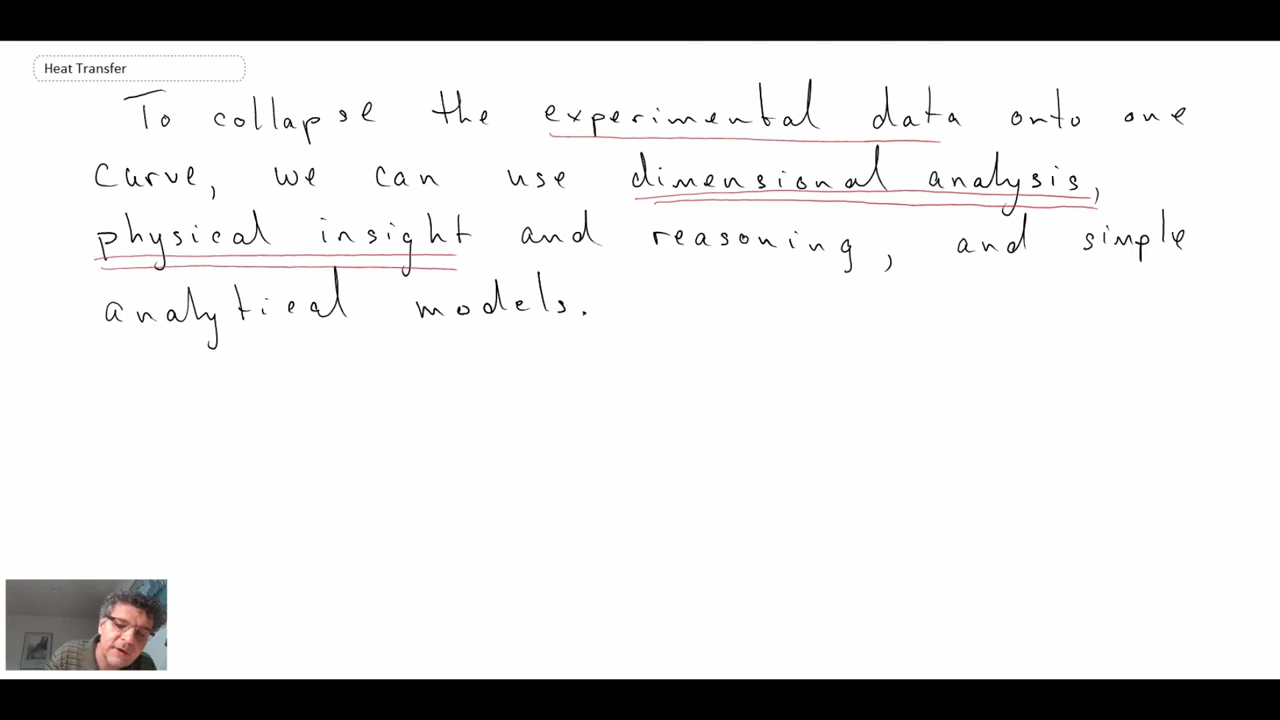 Heat Transfer
To collapse the experimental data onto one
curve, we can use dimensional analysis,
physical insight and reasoning, and simple
analytical models.